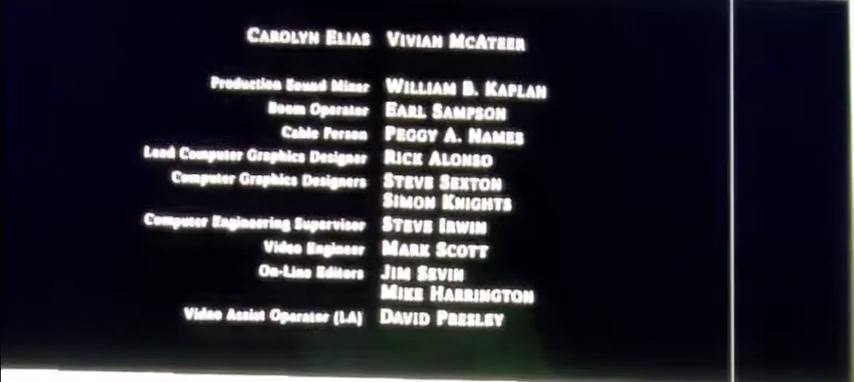 CAROLYN ELIAS VIVIAN MCATEER
Production Sound Mixer WILLIAM B. KAPLAN
Boom Operator EARL SAMPSON
Cable Person PEGGY A. NAMES
Lead Computer Graphics Designer RICK ALONSO
Computer Graphics Designers STEVE SEXTON
SIMON KNIGHTS
Computer Engineering Supervisor STEVE IRWIN
Video Engineer MARK SCOTT
On-Line Editors JIM SEVIN
MIKE HARRINGTON
Video Assist Operator (LA) DAVID PRESLEY